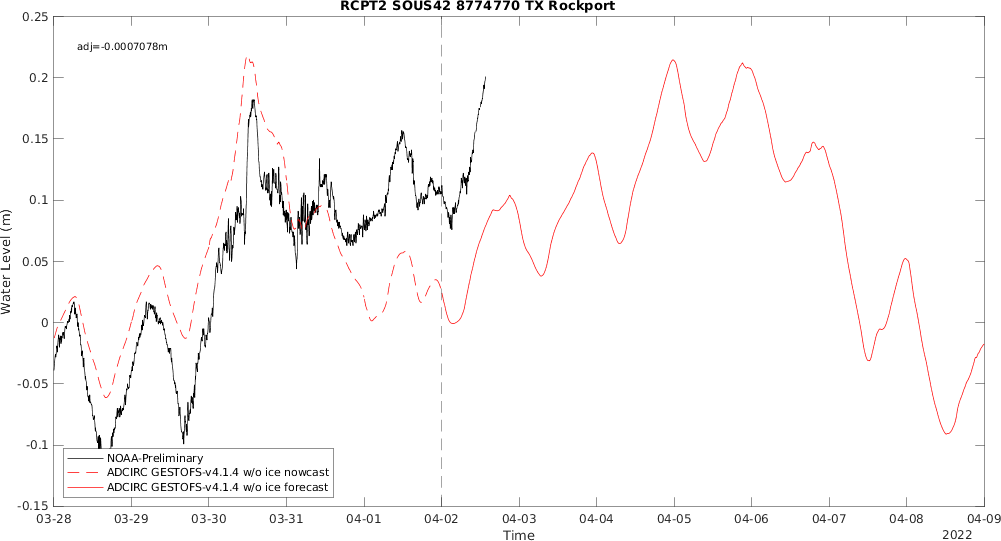 RCPT2 SOUS42 8774770 TX Rockport
adj=-0.0007078m
0.25
0.2
0.15
0.1
0.05
0
-0.05
-0.1
-0.15
Water Level (m)
NOAA-Preliminary
ADCIRC GESTOFS-v4.1.4 w/o ice nowcast
ADCIRC GESTOFS-v4.1.4 w/o ice forecast
03-28 03-29 03-30 03-31 04-01 04-02 04-03 04-04 04-05 04-06 04-07 04-08 04-09
Time
2022